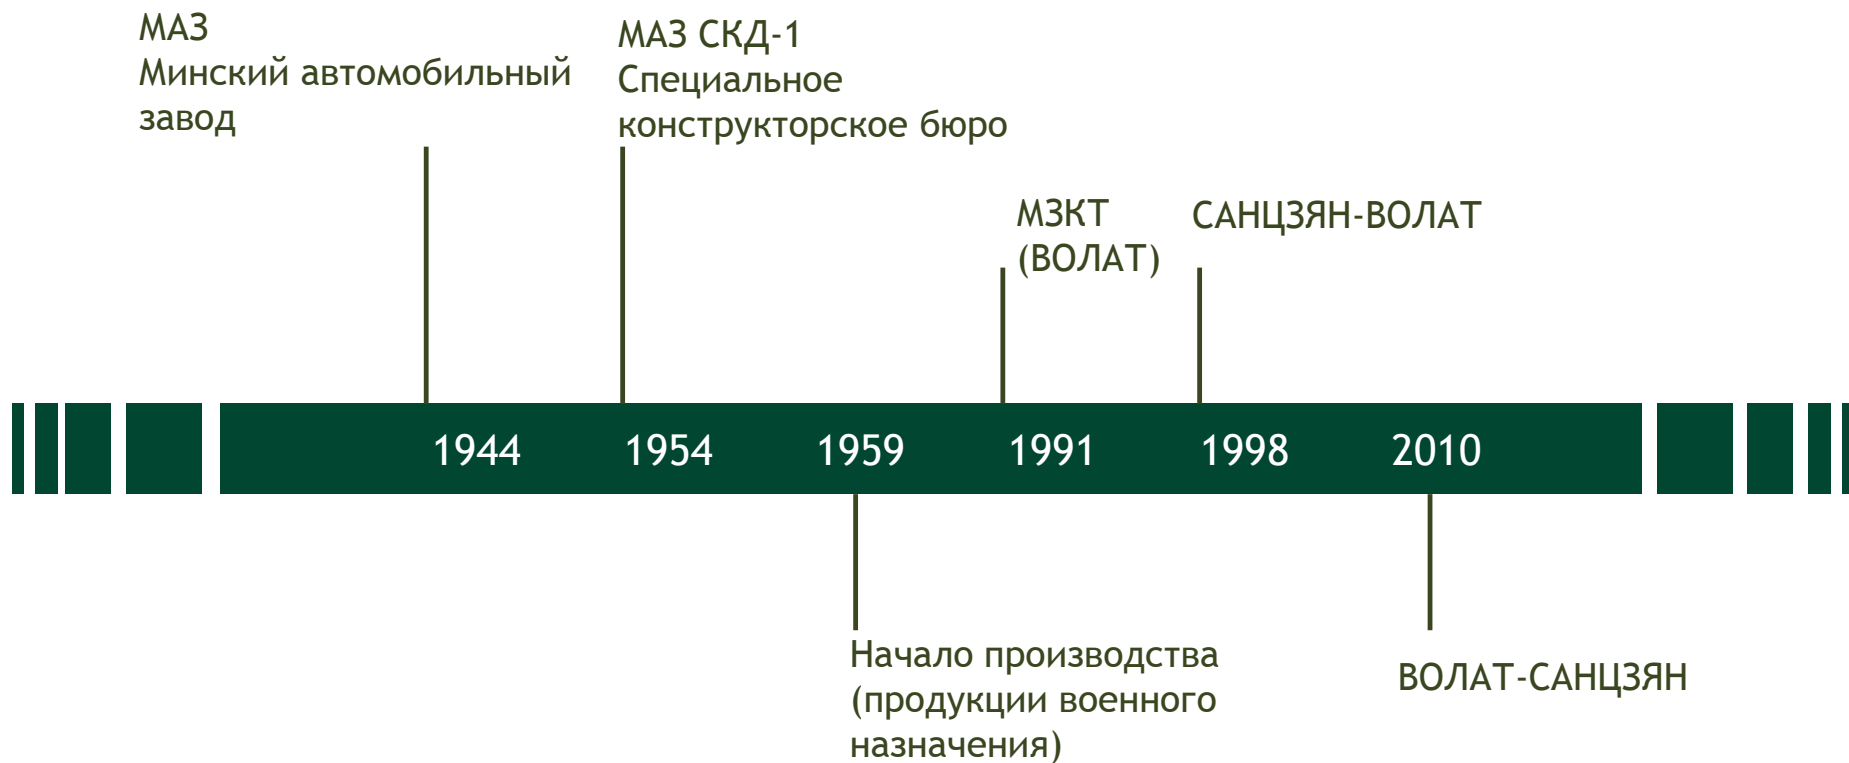 МАЗ
Минский автомобильный
завод
МАЗ СКД-1
Специальное
конструкторское бюро
МЗКТ
(ВОЛАТ)
САНЦЗЯН-ВОЛАТ
1944
1954
1959
1991
1998
2010
Начало производства
(продукции военного
назначения)
ВОЛАТ-САНЦЗЯН